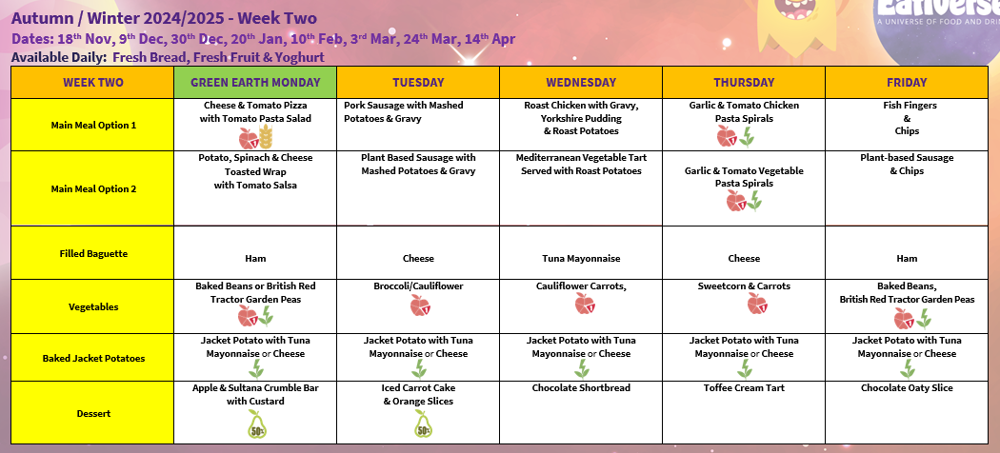 Autumn / Winter 2024/2025 - Week Two
Dates: 18th Nov, 9th Dec, 30th Dec, 20th Jan, 10th Feb, 3rd Mar, 24th Mar, 14th Apr
Available Daily: Fresh Bread, Fresh Fruit & Yoghurt
A UNIVERSE OF FOOD AND
WEEK TWO
GREEN EARTH MONDAY
TUESDAY
WEDNESDAY
THURSDAY
FRIDAY
Main Meal Option 1
Cheese & Tomato Pizza
with Tomato Pasta Salad
Pork Sausage with Mashed
Potatoes & Gravy
Roast Chicken with Gravy,
Yorkshire Pudding
& Roast Potatoes
Garlic & Tomato Chicken
Pasta Spirals
Fish Fingers
&
Chips
Main Meal Option 2
Potato, Spinach & Cheese
Toasted Wrap
with Tomato Salsa
Plant Based Sausage with
Mashed Potatoes & Gravy
Mediterranean Vegetable Tart
Served with Roast Potatoes
Garlic & Tomato Vegetable
Pasta Spirals
Plant-based Sausage
& Chips
Filled Baguette
Ham
Cheese
Tuna Mayonnaise
Cheese
Ham
Vegetables
Baked Beans or British Red
Tractor Garden Peas
Broccoli/Cauliflower
Cauliflower Carrots,
Sweetcorn & Carrots
Baked Beans,
British Red Tractor Garden Peas
Baked Jacket Potatoes
Jacket Potato with Tuna
Mayonnaise or Cheese
Jacket Potato with Tuna
Mayonnaise or Cheese
Jacket Potato with Tuna
Mayonnaise or Cheese
Jacket Potato with Tuna
Mayonnaise or Cheese
Jacket Potato with Tuna
Mayonnaise or Cheese
Dessert
Apple & Sultana Crumble Bar
with Custard
50%
Iced Carrot Cake
& Orange Slices
50%
Chocolate Shortbread
Toffee Cream Tart
Chocolate Oaty Slice